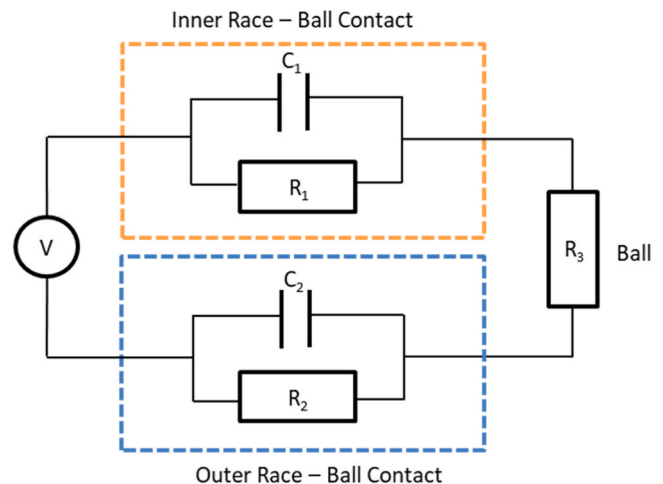 Inner Race – Ball Contact
C₁
R₁
V
R₃
Ball
C₂
R₂
Outer Race – Ball Contact